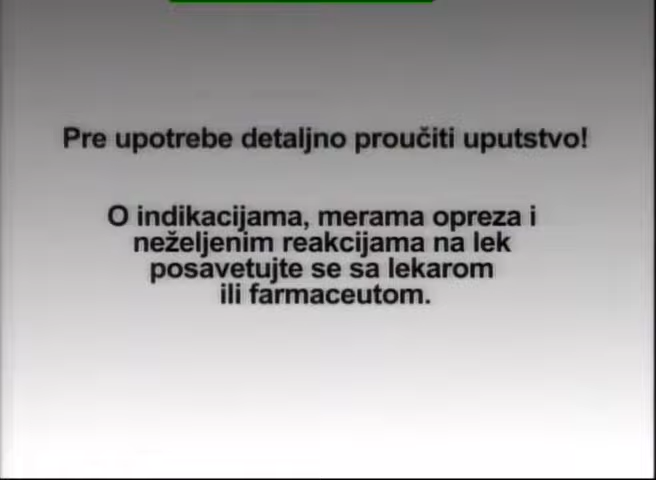 Pre upotrebe detaljno proučiti uputstvo!
O indikacijama, merama opreza i
neželjenim reakcijama na lek
posavetujte se sa lekarom
ili farmaceutom.